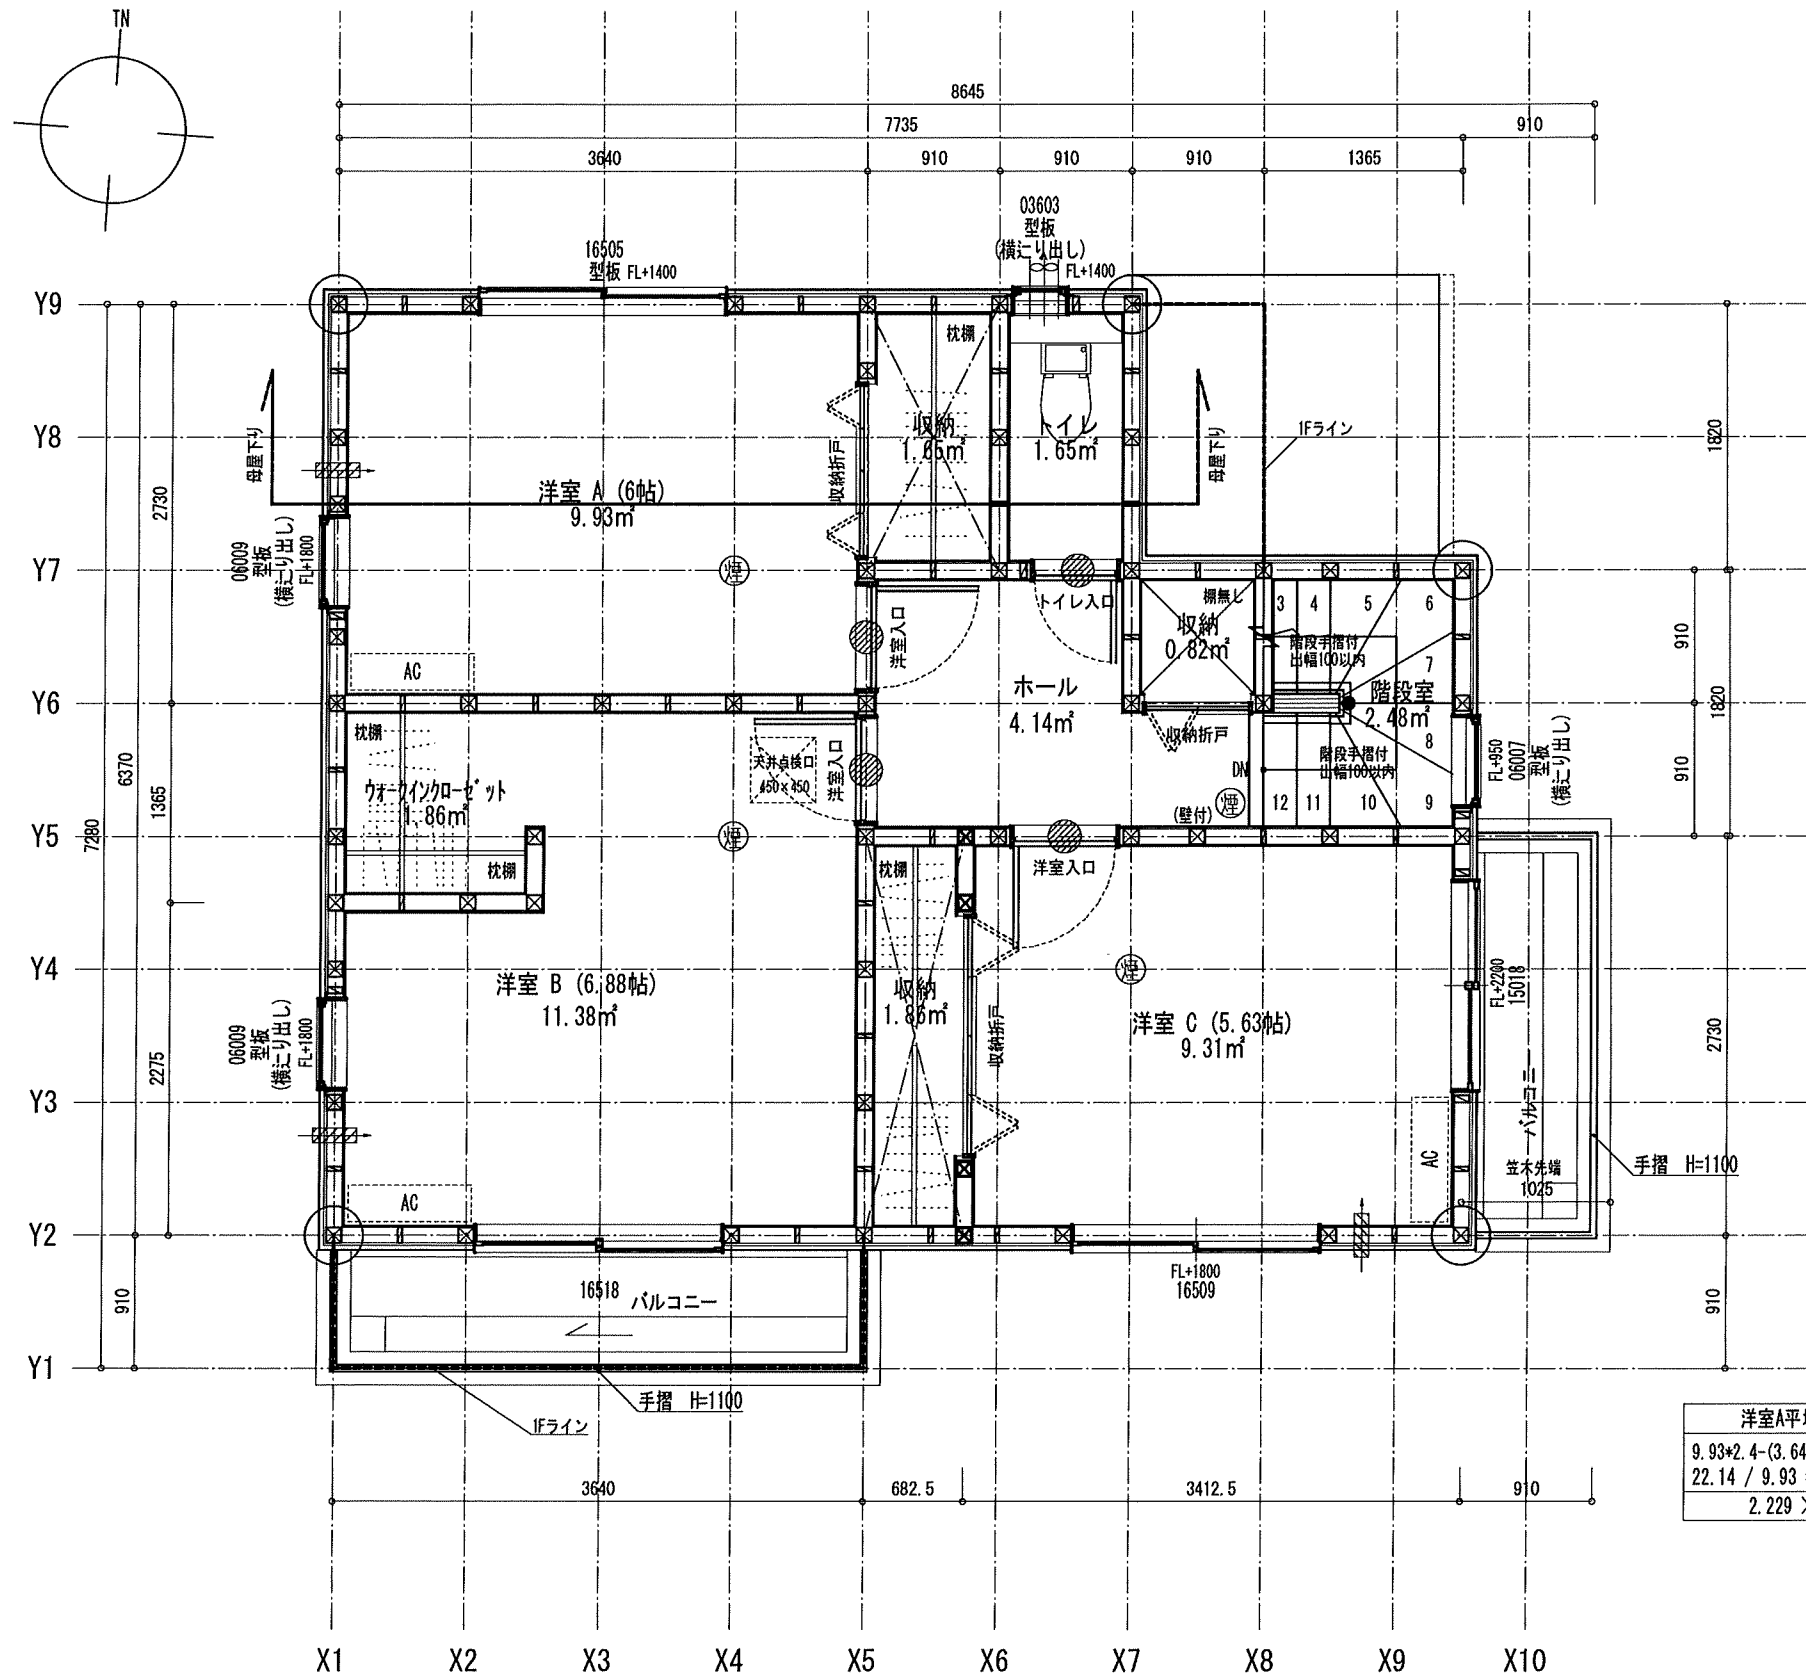 TN
8645
7735
910
3640
910
910
910
1365
03603
型板
(横辷り出し)
FL+1400
16505
型板 FL+1400
Y9
枕棚
収納
1.65㎡
トイレ
1.65㎡
1Fライン
1820
Y8
母屋下り
母屋下り
収納折戸
洋室 A (6帖)
9.93㎡
2730
06009
型板
(横辷り出し)
FL+1800
Y7
煙
トイレ入口
棚無し
収納
0.82㎡
3
4
5
6
洋室入口
階段手摺付
出幅100以内
7
910
6370
AC
ホール
4.14㎡
階段室
2.48㎡
Y6
1820
枕棚
天井点検口
450×450
洋室入口
収納折戸
階段手摺付
出幅100以内
8
DN
FL+950
06007
型板
(横辷り出し)
910
ウォークインクローゼット
1.86㎡
1365
煙
(壁付)
12
11
10
9
Y5
7280
煙
枕棚
枕棚
洋室入口
Y4
煙
洋室 B (6.88帖)
11.38㎡
収納
1.86㎡
収納折戸
洋室 C (5.63帖)
9.31㎡
FL+2200
15018
2730
06009
型板
(横辷り出し)
FL+1800
2275
Y3
バルコニー
AC
笠木先端
1025
手摺 H=1100
AC
Y2
FL+1800
16509
16518
バルコニー
910
910
Y1
手摺 H=1100
1Fライン
洋室A平
9.93*2.4-(3.64
22.14 / 9.93
2.229
3640
682.5
3412.5
910
X1
X2
X3
X4
X5
X6
X7
X8
X9
X10